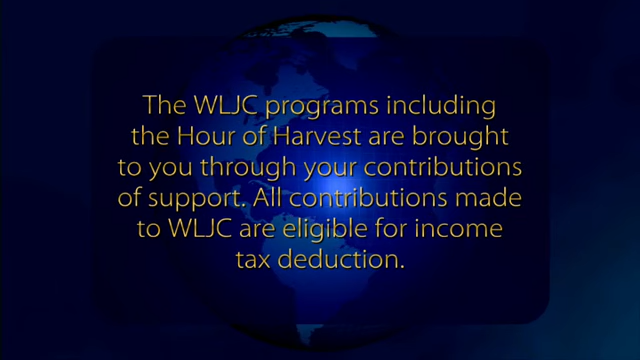 The WLJC programs including
the Hour of Harvest are brought
to you through your contributions
of support. All contributions made
to WLJC are eligible for income
tax deduction.